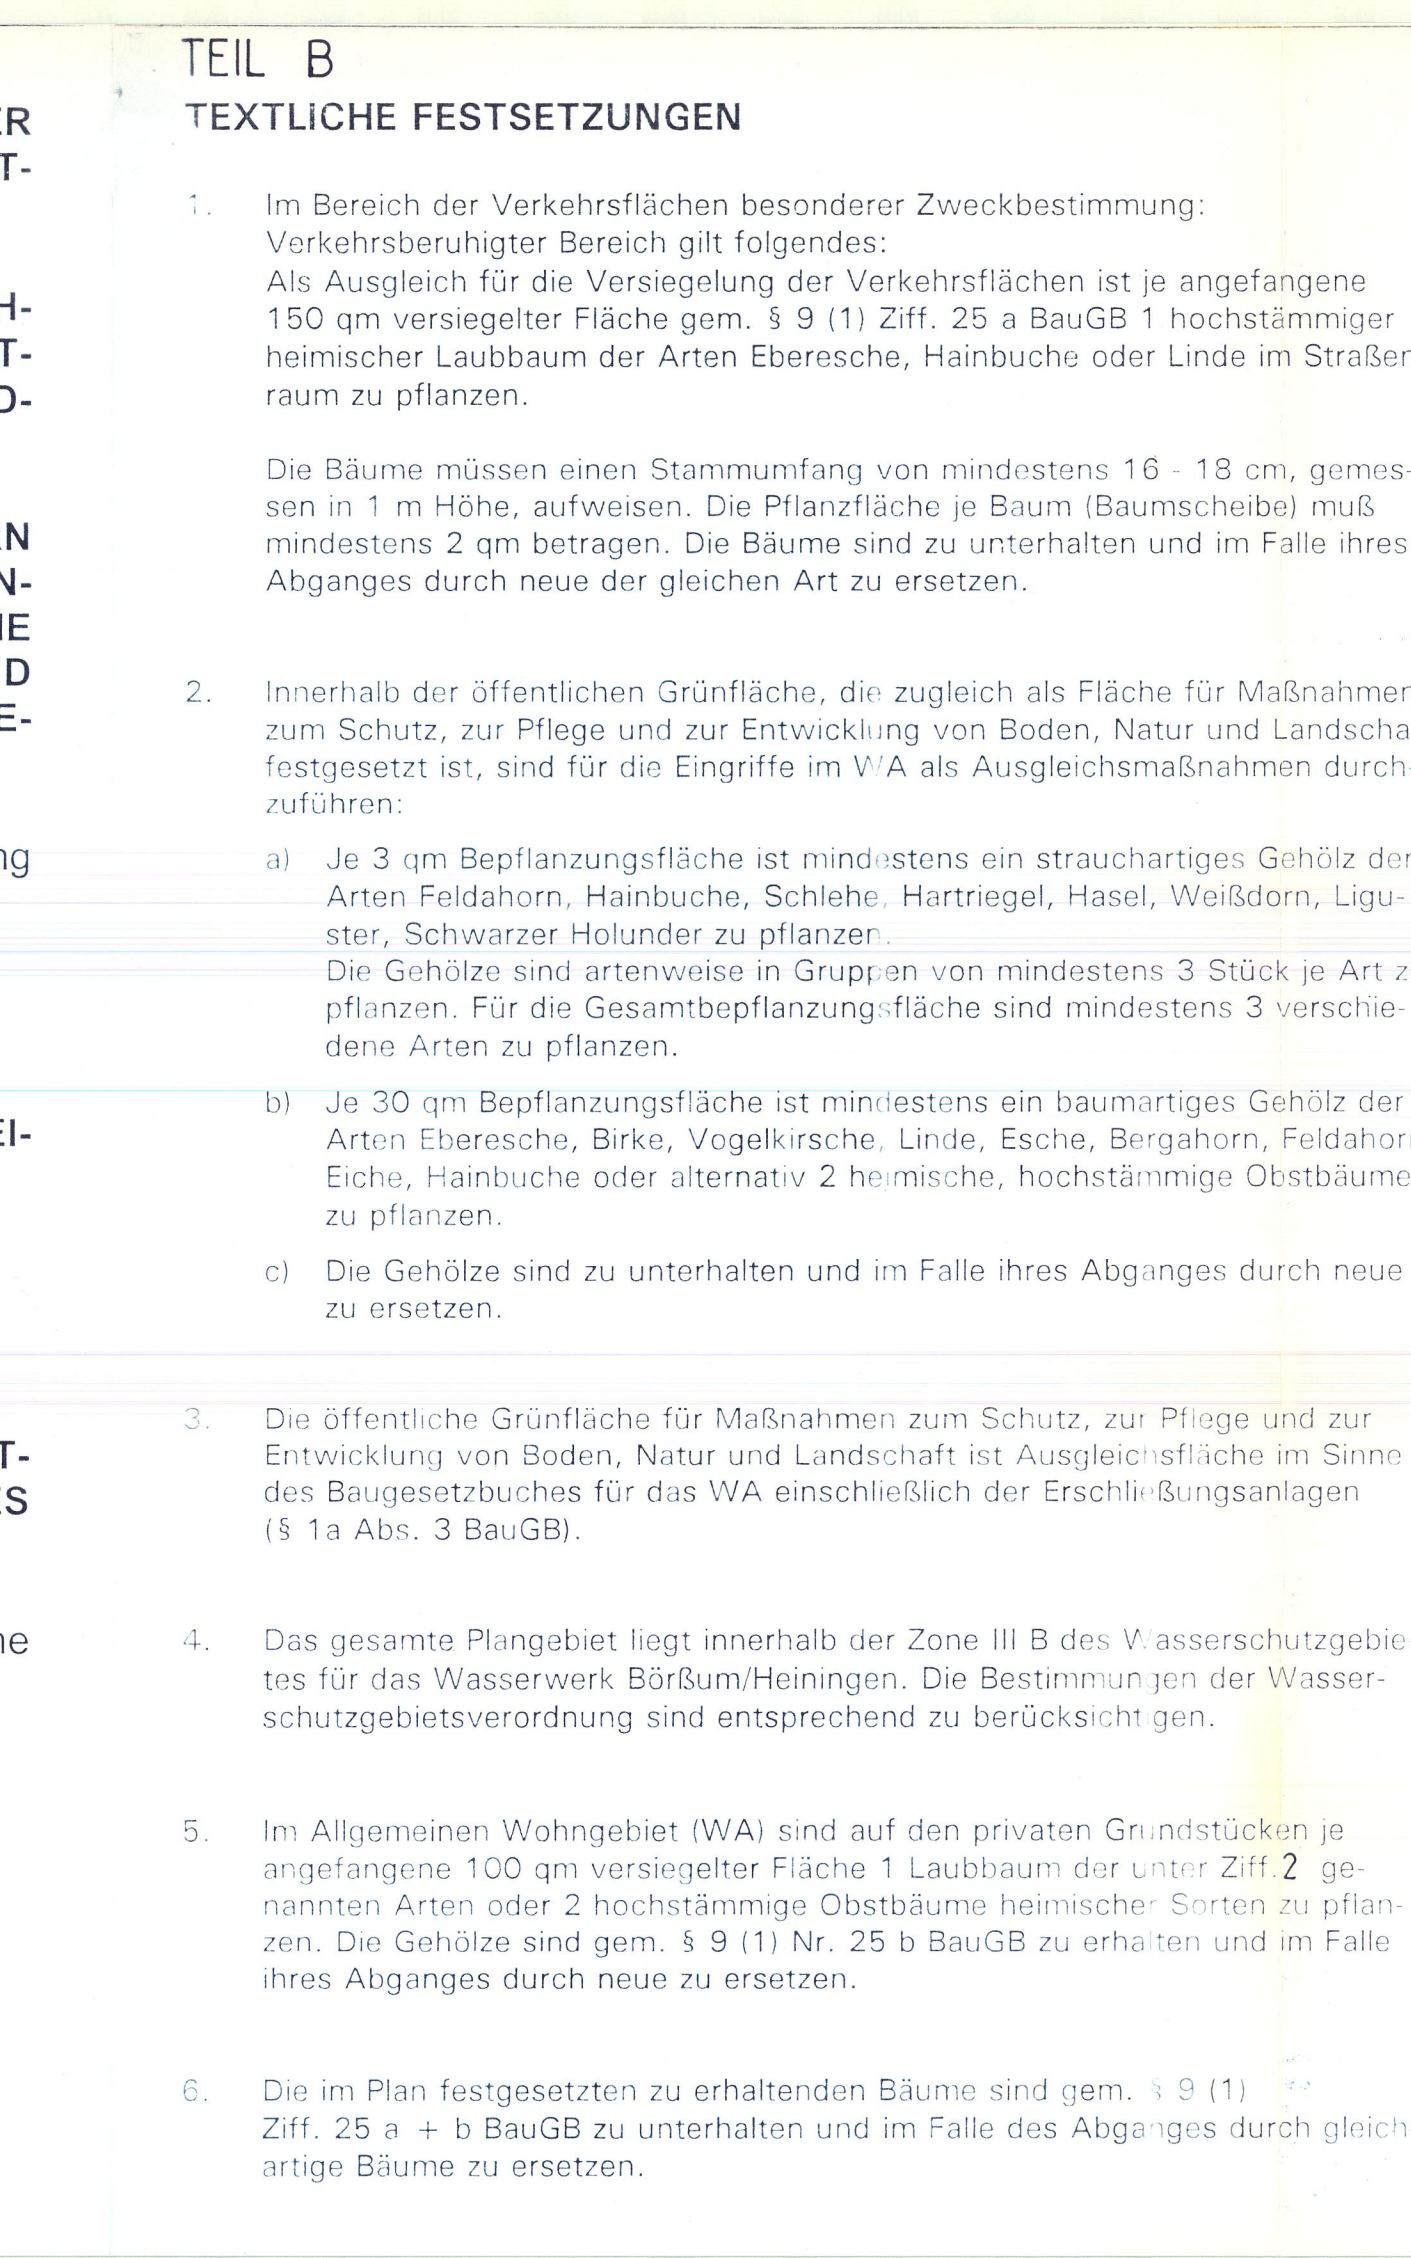 TEIL B
TEXTLICHE FESTSETZUNGEN
1. Im Bereich der Verkehrsflächen besonderer Zweckbestimmung:
Verkehrsberuhigter Bereich gilt folgendes:
Als Ausgleich für die Versiegelung der Verkehrsflächen ist je angefangene
150 qm versiegelter Fläche gem. § 9 (1) Ziff. 25 a BauGB 1 hochstämmiger
heimischer Laubbaum der Arten Eberesche, Hainbuche oder Linde im Straßen
raum zu pflanzen.
Die Bäume müssen einen Stammumfang von mindestens 16 - 18 cm, gemes-
sen in 1 m Höhe, aufweisen. Die Pflanzfläche je Baum (Baumscheibe) muß
mindestens 2 qm betragen. Die Bäume sind zu unterhalten und im Falle ihres
Abganges durch neue der gleichen Art zu ersetzen.
2. Innerhalb der öffentlichen Grünfläche, die zugleich als Fläche für Maßnahmen
zum Schutz, zur Pflege und zur Entwicklung von Boden, Natur und Landscha
festgesetzt ist, sind für die Eingriffe im WA als Ausgleichsmaßnahmen durch-
zuführen:
a) Je 3 qm Bepflanzungsfläche ist mindestens ein strauchartiges Gehölz der
Arten Feldahorn, Hainbuche, Schlehe, Hartriegel, Hasel, Weißdorn, Ligu-
ster, Schwarzer Holunder zu pflanzen.
Die Gehölze sind artenweise in Gruppen von mindestens 3 Stück je Art z
pflanzen. Für die Gesamtbepflanzungsfläche sind mindestens 3 verschie-
dene Arten zu pflanzen.
b) Je 30 qm Bepflanzungsfläche ist mindestens ein baumartiges Gehölz der
Arten Eberesche, Birke, Vogelkirsche, Linde, Esche, Bergahorn, Feldahorn
Eiche, Hainbuche oder alternativ 2 heimische, hochstämmige Obstbäume
zu pflanzen.
c) Die Gehölze sind zu unterhalten und im Falle ihres Abganges durch neue
zu ersetzen.
3. Die öffentliche Grünfläche für Maßnahmen zum Schutz, zur Pflege und zur
Entwicklung von Boden, Natur und Landschaft ist Ausgleichsfläche im Sinne
des Baugesetzbuches für das WA einschließlich der Erschließungsanlagen
(§ 1a Abs. 3 BauGB).
4. Das gesamte Plangebiet liegt innerhalb der Zone III B des Wasserschutzgebie
tes für das Wasserwerk Börßum/Heiningen. Die Bestimmungen der Wasser-
schutzgebietsverordnung sind entsprechend zu berücksichtigen.
5. Im Allgemeinen Wohngebiet (WA) sind auf den privaten Grundstücken je
angefangene 100 qm versiegelter Fläche 1 Laubbaum der unter Ziff. 2 ge-
nannten Arten oder 2 hochstämmige Obstbäume heimischer Sorten zu pflan-
zen. Die Gehölze sind gem. § 9 (1) Nr. 25 b BauGB zu erhalten und im Falle
ihres Abganges durch neue zu ersetzen.
6. Die im Plan festgesetzten zu erhaltenden Bäume sind gem. § 9 (1)
Ziff. 25 a + b BauGB zu unterhalten und im Falle des Abganges durch gleich
artige Bäume zu ersetzen.